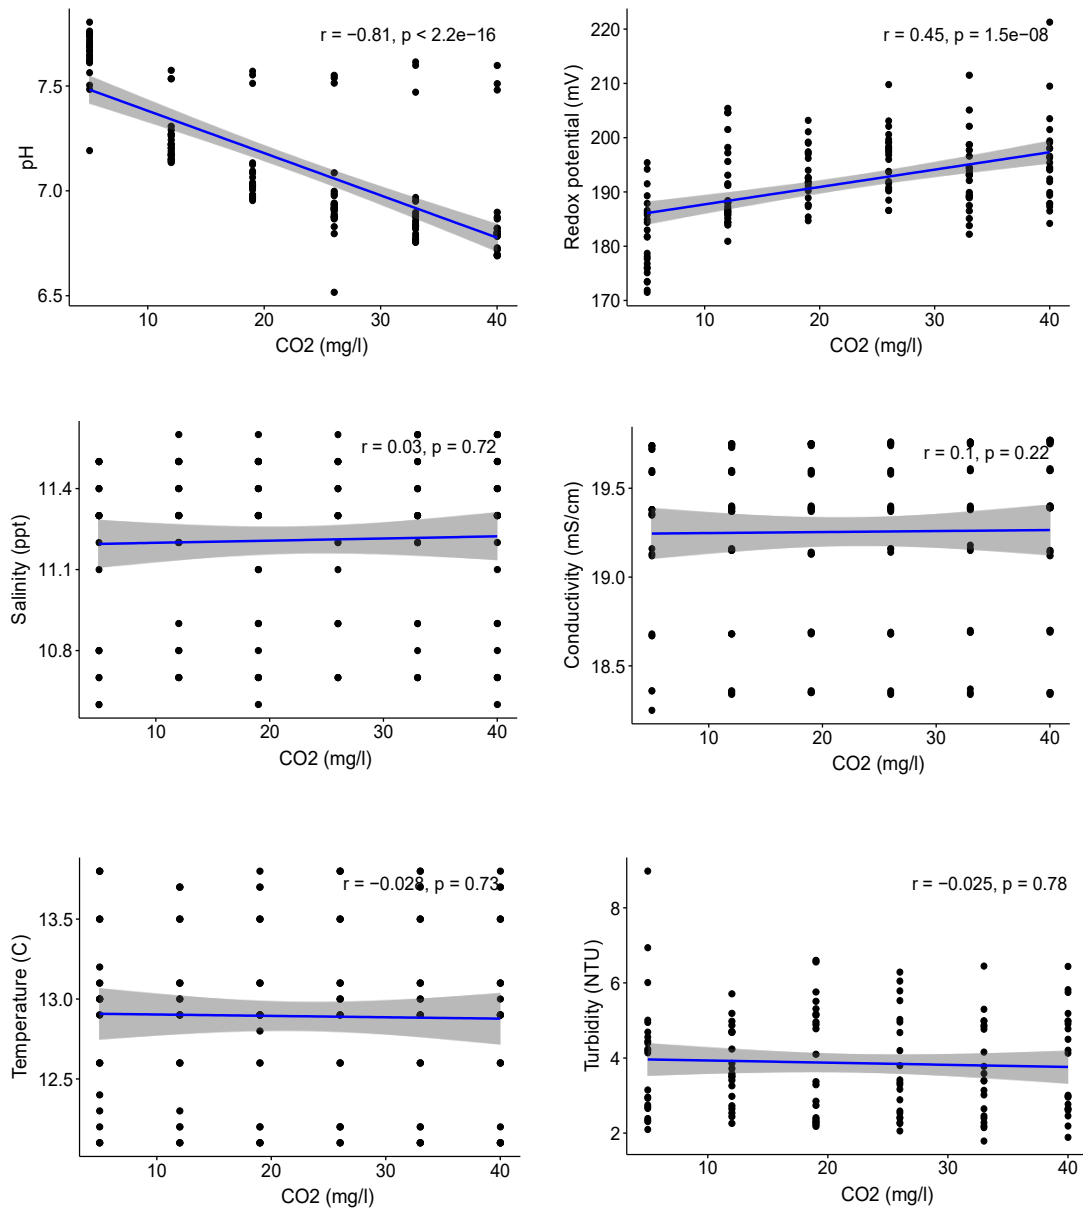 r = −0.81, p < 2.2e−16
7.5
7.0
6.5
pH
10 20 30 40
CO2 (mg/l)
r = 0.45, p = 1.5e−08
220
210
200
190
180
170
Redox potential (mV)
10 20 30 40
CO2 (mg/l)
r = 0.03, p = 0.72
11.4
11.1
10.8
Salinity (ppt)
10 20 30 40
CO2 (mg/l)
r = 0.1, p = 0.22
19.5
19.0
18.5
Conductivity (mS/cm)
10 20 30 40
CO2 (mg/l)
r = −0.028, p = 0.73
13.5
13.0
12.5
Temperature (C)
10 20 30 40
CO2 (mg/l)
r = −0.025, p = 0.78
8
6
4
2
Turbidity (NTU)
10 20 30 40
CO2 (mg/l)